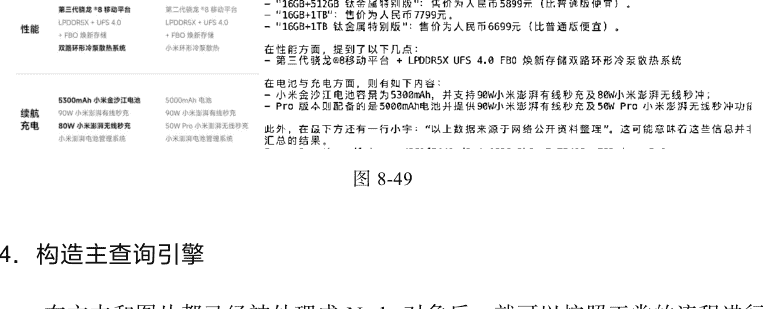 第三代骁龙®8 移动平台 第二代骁龙®8 移动平台
性能
LPDDR5X + UFS 4.0 LPDDR5X + UFS 4.0
+ FBO 焕新存储 + FBO 焕新存储
双路环形冷泵散热系统 小米环形冷泵散热
5300mAh 小米金沙江电池 5000mAh 电池
续航
充电
90W 小米澎湃有线秒充 90W 小米澎湃有线秒充
80W 小米澎湃无线秒充 50W Pro 小米澎湃无线秒充
小米澎湃电池管理系统 小米澎湃电池管理系统
- "16GB+512GB 钛金属特别版": 售价为人民币5899元（比普通版便宜）。
- "16GB+1TB": 售价为人民币7799元。
- "16GB+1TB 钛金属特别版": 售价为人民币6699元（比普通版便宜）。
在性能方面，提到了以下几点：
- 第三代骁龙®8移动平台 + LPDDR5X UFS 4.0 FBO 焕新存储双路环形冷泵散热系统
在电池与充电方面，则有如下内容：
- 小米金沙江电池容量为5300mAh，并支持90W小米澎湃有线秒充及80W小米澎湃无线秒冲；
- Pro 版本则配备的是5000mAh电池并提供90W小米澎湃有线秒充及50W Pro 小米澎湃无线秒冲功能
此外，在最下方还有一行小字：“以上数据来源于网络公开资料整理”。这可能意味着这些信息并非
汇总的结果。
图 8-49
4．构造主查询引擎